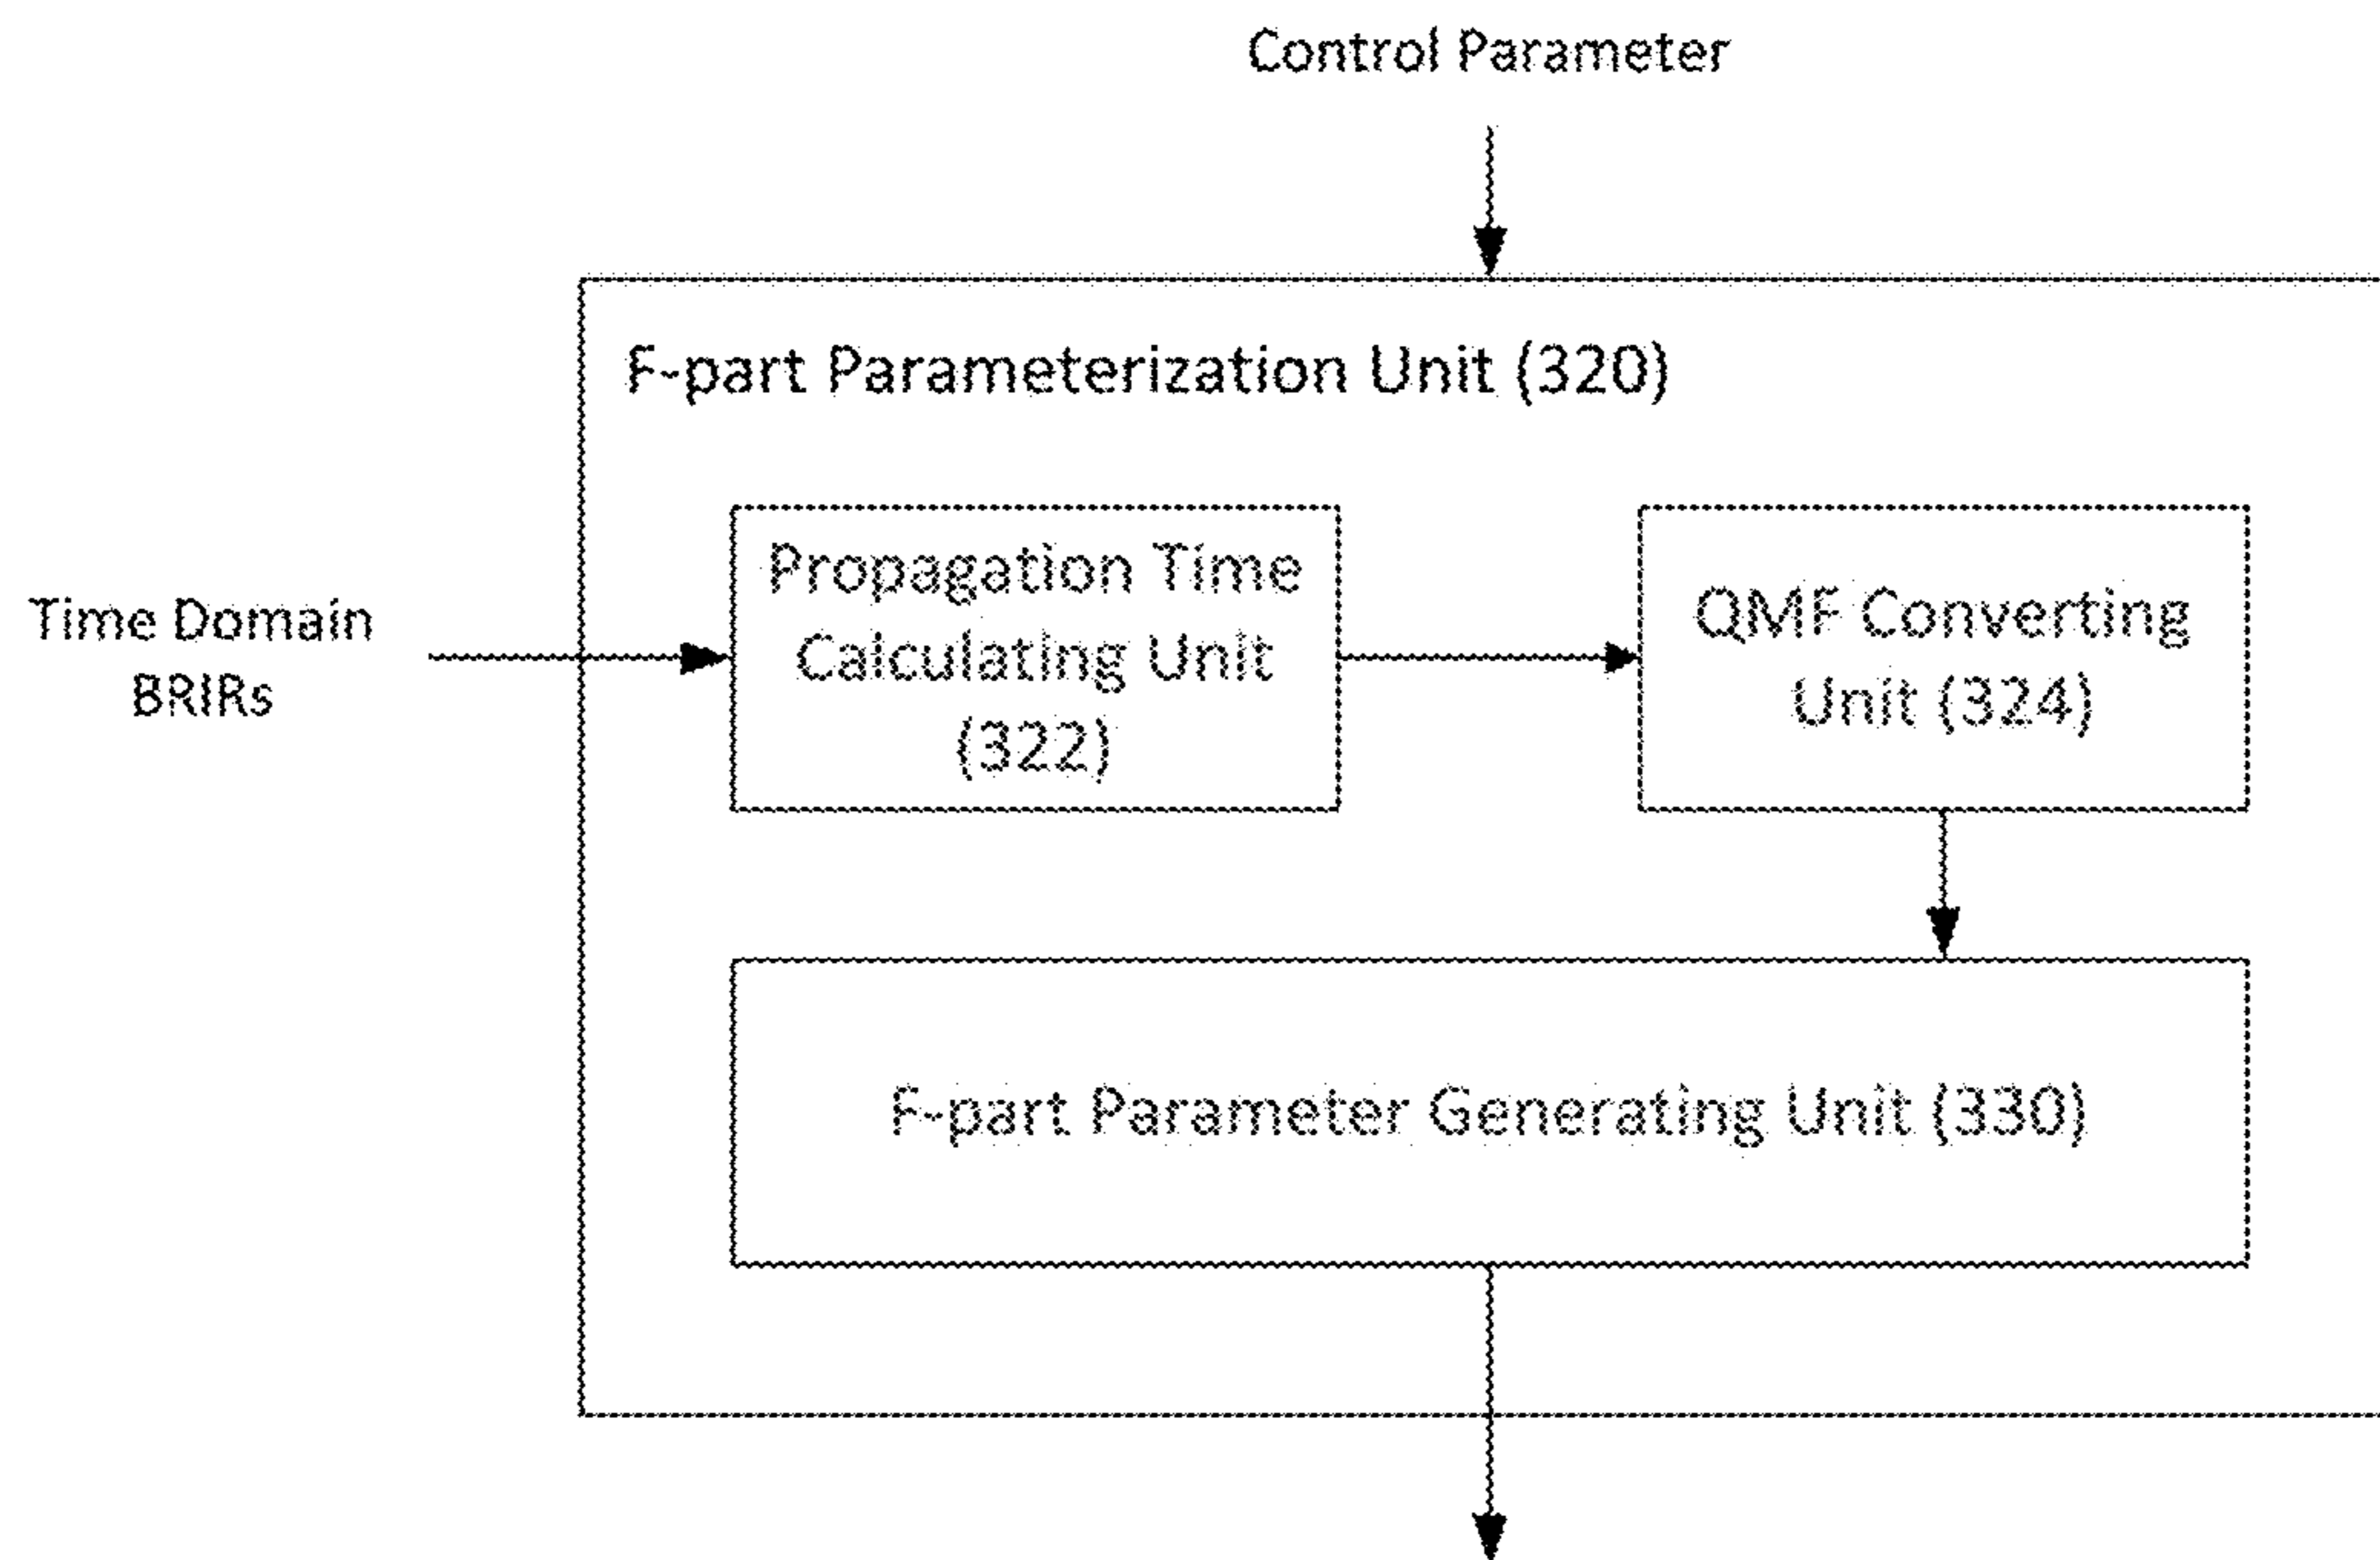 Control Parameter
F-part Parameterization Unit (320)
Time Domain
BRIRs
Propagation Time
Calculating Unit
(322)
QMF Converting
Unit (324)
F-part Parameter Generating Unit (330)